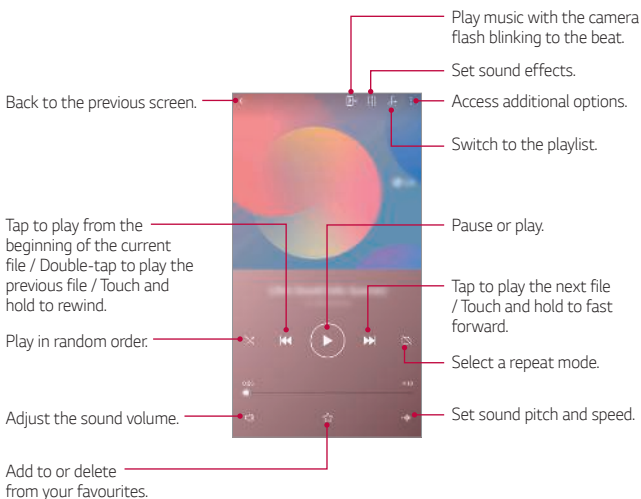 Play music with the camera
flash blinking to the beat.
Set sound effects.
Back to the previous screen.
Access additional options.
Switch to the playlist.
Tap to play from the
beginning of the current
file / Double-tap to play the
previous file / Touch and
hold to rewind.
Pause or play.
Tap to play the next file
/ Touch and hold to fast
forward.
Play in random order.
Select a repeat mode.
Adjust the sound volume.
Set sound pitch and speed.
Add to or delete
from your favourites.